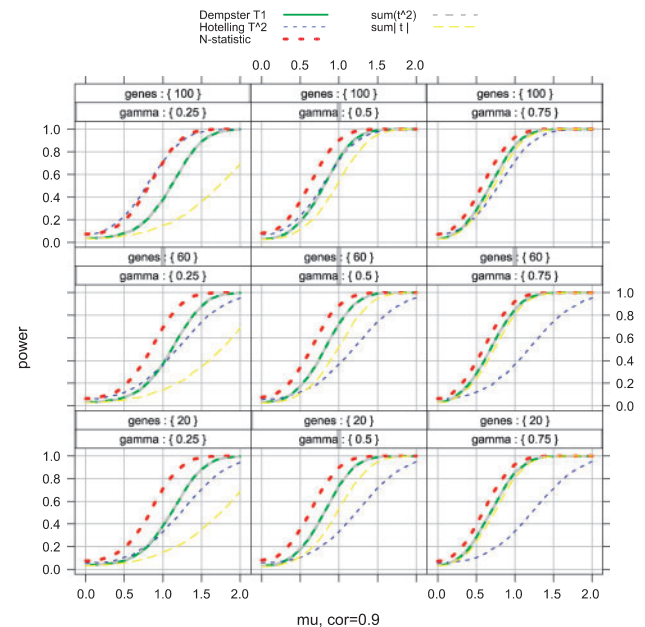 Dempster T1 sum(t^2)
Hotelling T^2 sum| t |
N-statistic
0.0 0.5 1.0 1.5 2.0
genes : { 100 } genes : { 100 } genes : { 100 }
gamma : { 0.25 } gamma : { 0.5 } gamma : { 0.75 }
1.0
0.8
0.6
0.4
0.2
0.0
genes : { 60 } genes : { 60 } genes : { 60 }
gamma : { 0.25 } gamma : { 0.5 } gamma : { 0.75 }
1.0
0.8
0.6
0.4
0.2
0.0
power
genes : { 20 } genes : { 20 } genes : { 20 }
gamma : { 0.25 } gamma : { 0.5 } gamma : { 0.75 }
1.0
0.8
0.6
0.4
0.2
0.0
0.0 0.5 1.0 1.5 2.0 0.0 0.5 1.0 1.5 2.0
mu, cor=0.9